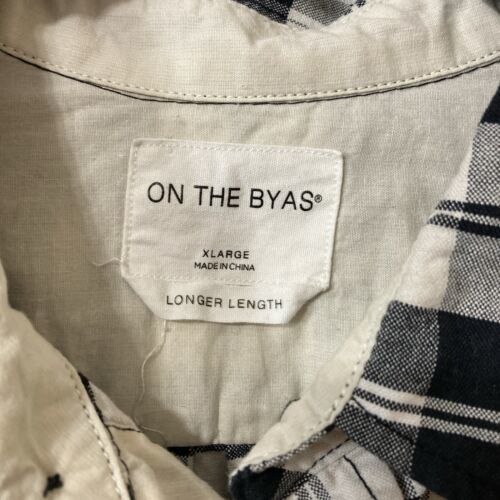 ON THE BYAS®
XLARGE
MADE IN CHINA
LONGER LENGTH